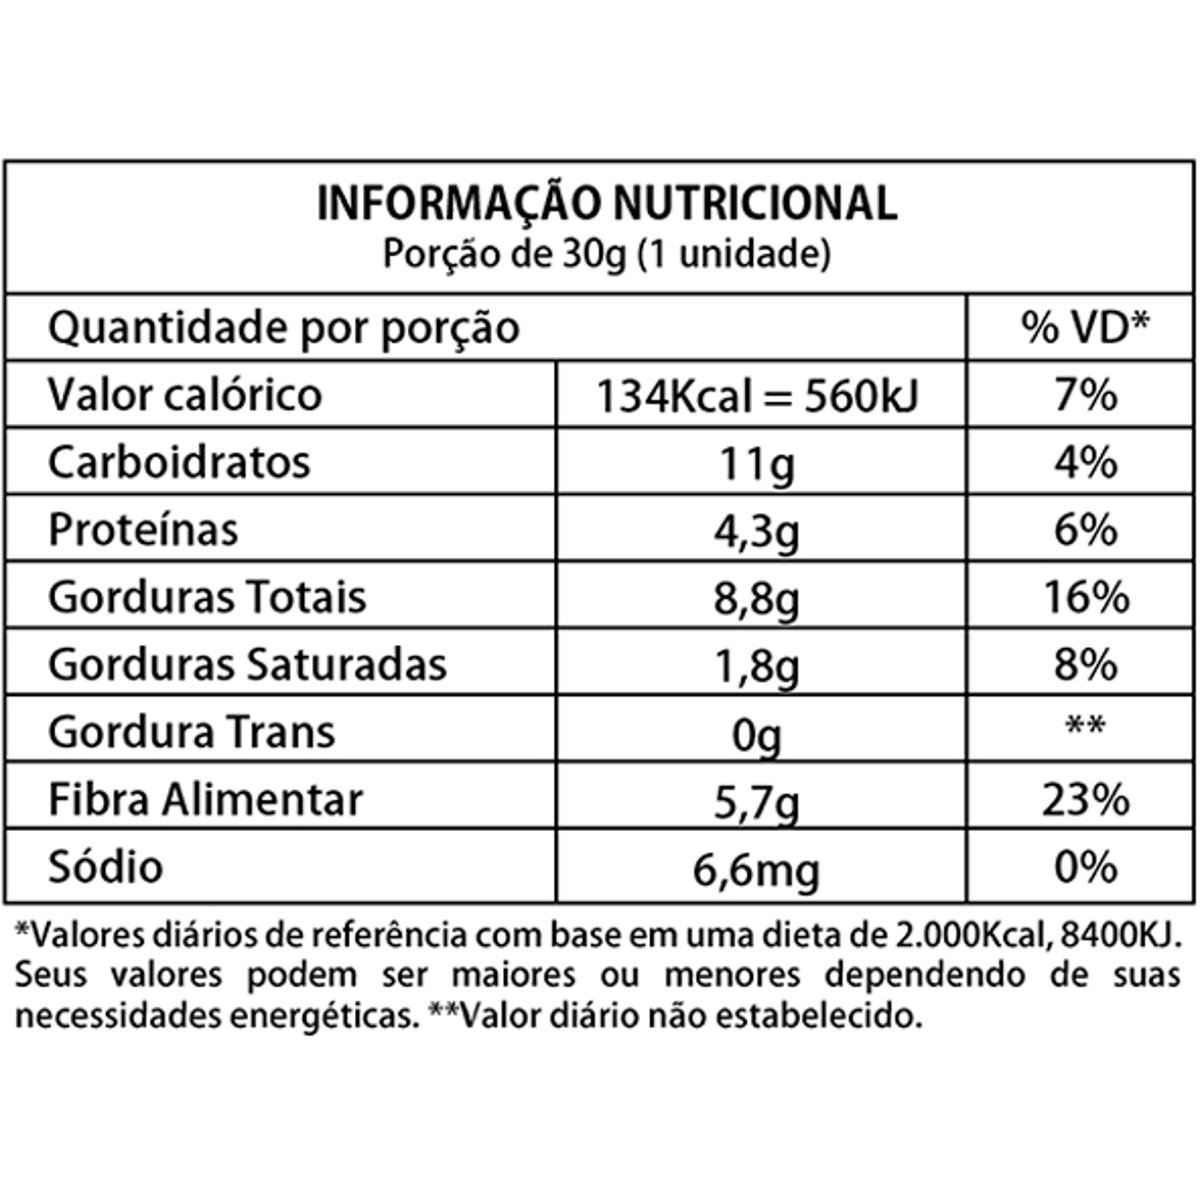 INFORMAÇÃO NUTRICIONAL
Porção de 30g (1 unidade)
Quantidade por porção % VD*
Valor calórico 134Kcal = 560kJ 7%
Carboidratos 11g 4%
Proteínas 4,3g 6%
Gorduras Totais 8,8g 16%
Gorduras Saturadas 1,8g 8%
Gordura Trans 0g **
Fibra Alimentar 5,7g 23%
Sódio 6,6mg 0%
*Valores diários de referência com base em uma dieta de 2.000Kcal, 8400KJ.
Seus valores podem ser maiores ou menores dependendo de suas
necessidades energéticas. **Valor diário não estabelecido.